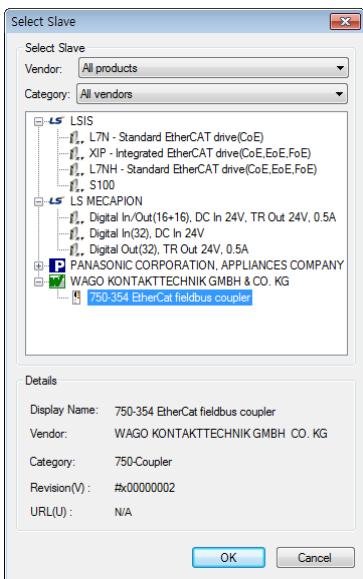 Select Slave
Select Slave
Vendor: All products
Category: All vendors
LS LSIS
L7N - Standard EtherCAT drive(CoE)
XIP - Integrated EtherCAT drive(CoE,EoE,FoE)
L7NH - Standard EtherCAT drive(CoE,EoE,FoE)
S100
LS LS MECAPION
Digital In/Out(16+16), DC In 24V, TR Out 24V, 0.5A
Digital In(32), DC In 24V
Digital Out(32), TR Out 24V, 0.5A
P PANASONIC CORPORATION, APPLIANCES COMPANY
W WAGO KONTAKTTECHNIK GMBH & CO. KG
750-354 EtherCat fieldbus coupler
Details
Display Name: 750-354 EtherCat fieldbus coupler
Vendor: WAGO KONTAKTTECHNIK GMBH CO. KG
Category: 750-Coupler
Revision(V) : #x00000002
URL(U) : N/A
OK Cancel